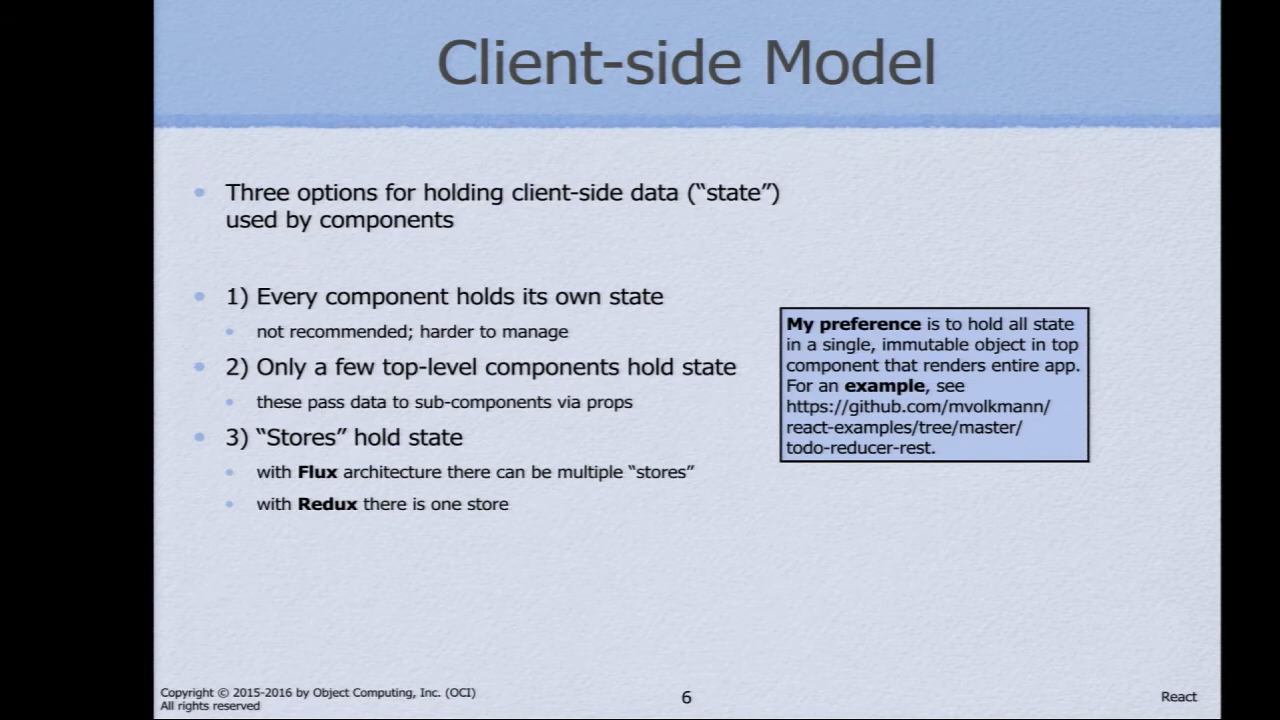 Client-side Model
Three options for holding client-side data (“state”)
used by components
1) Every component holds its own state
not recommended; harder to manage
2) Only a few top-level components hold state
these pass data to sub-components via props
3) “Stores” hold state
with Flux architecture there can be multiple “stores”
with Redux there is one store
My preference is to hold all state
in a single, immutable object in top
component that renders entire app.
For an example, see
https://github.com/mvolkmann/
react-examples/tree/master/
todo-reducer-rest.
Copyright © 2015-2016 by Object Computing, Inc. (OCI)
All rights reserved
6
React